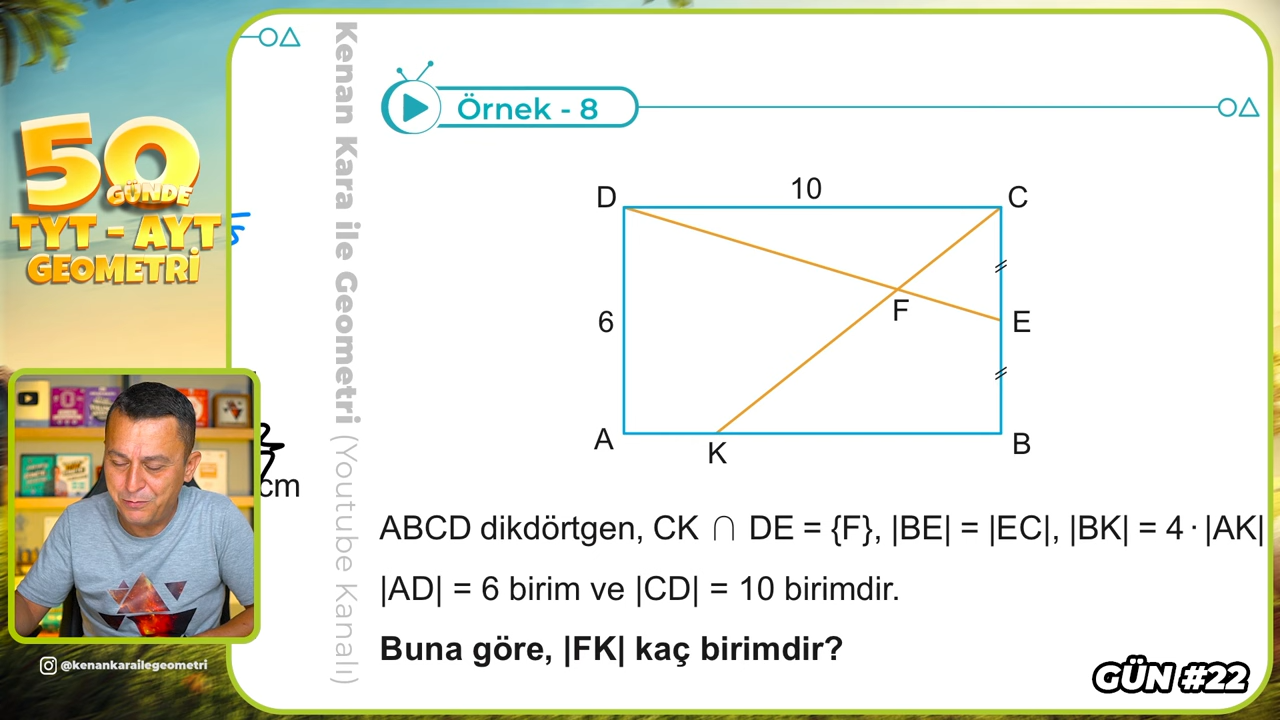 50
GÜNDE
TYT - AYT
GEOMETRİ
Kenan Kara ile Geometri (Youtube Kanalı)
Örnek - 8
D
10
C
6
F
E
A
K
B
cm
ABCD dikdörtgen, CK ∩ DE = {F}, |BE| = |EC|, |BK| = 4 · |AK|
|AD| = 6 birim ve |CD| = 10 birimdir.
Buna göre, |FK| kaç birimdir?
@kenankarailegeometri
GÜN #22